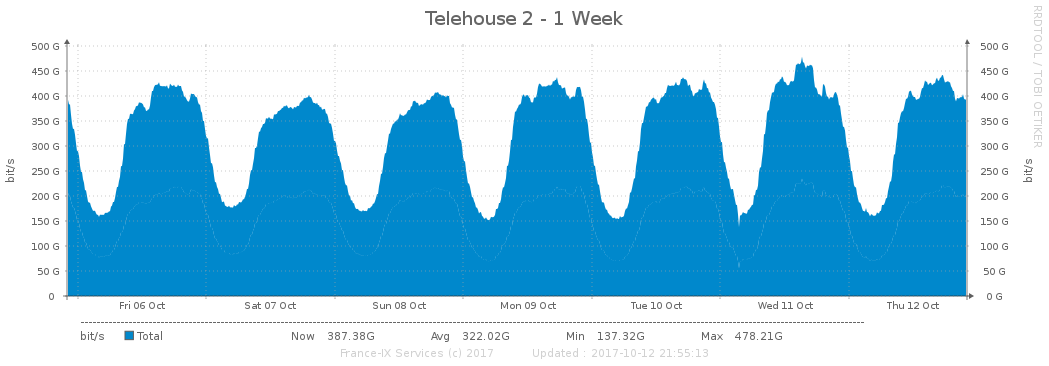 Telehouse 2 - 1 Week
RRDTOOL / TOBI OETIKER
500 G 500 G
450 G 450 G
400 G 400 G
350 G 350 G
300 G 300 G
250 G 250 G
200 G 200 G
150 G 150 G
100 G 100 G
50 G 50 G
0 0 G
bit/s bit/s
Fri 06 Oct Sat 07 Oct Sun 08 Oct Mon 09 Oct Tue 10 Oct Wed 11 Oct Thu 12 Oct
bit/s Total Now 387.38G Avg 322.02G Min 137.32G Max 478.21G
France-IX Services (c) 2017 Updated : 2017-10-12 21:55:13